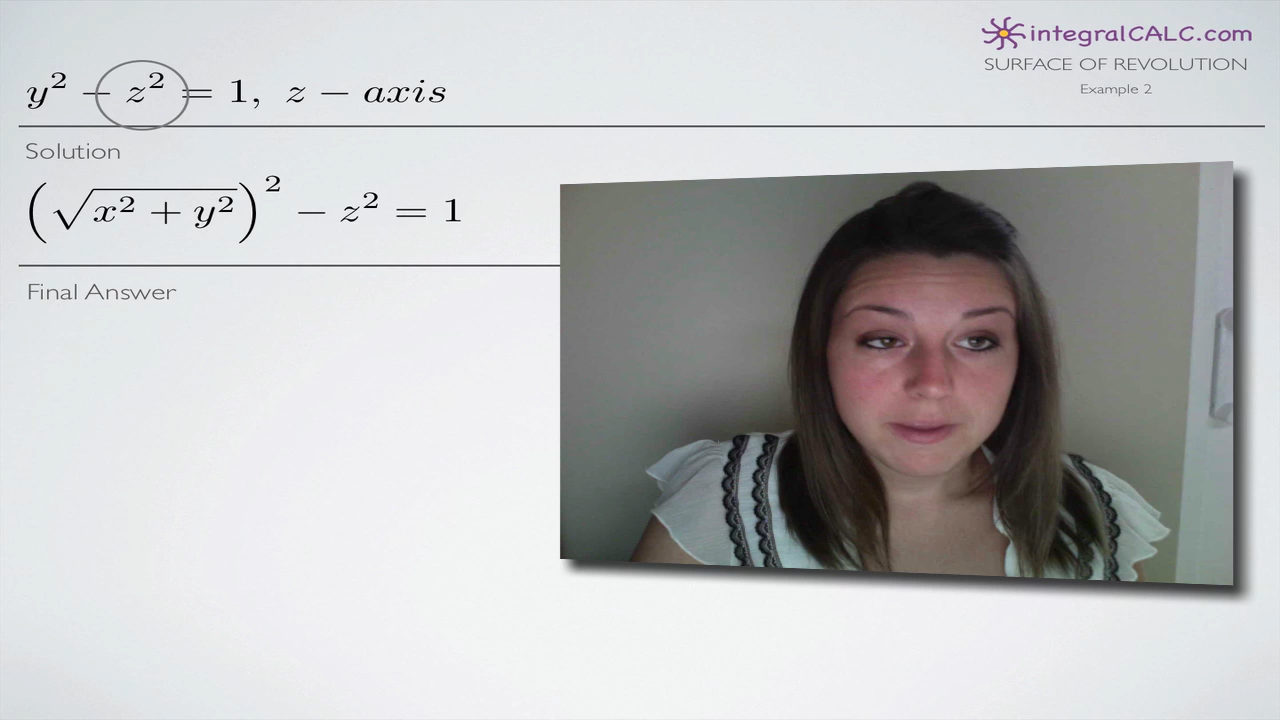 integralCALC.com
SURFACE OF REVOLUTION
Example 2
y² − z² = 1, z − axis
Solution
(√(x² + y²))² − z² = 1
Final Answer